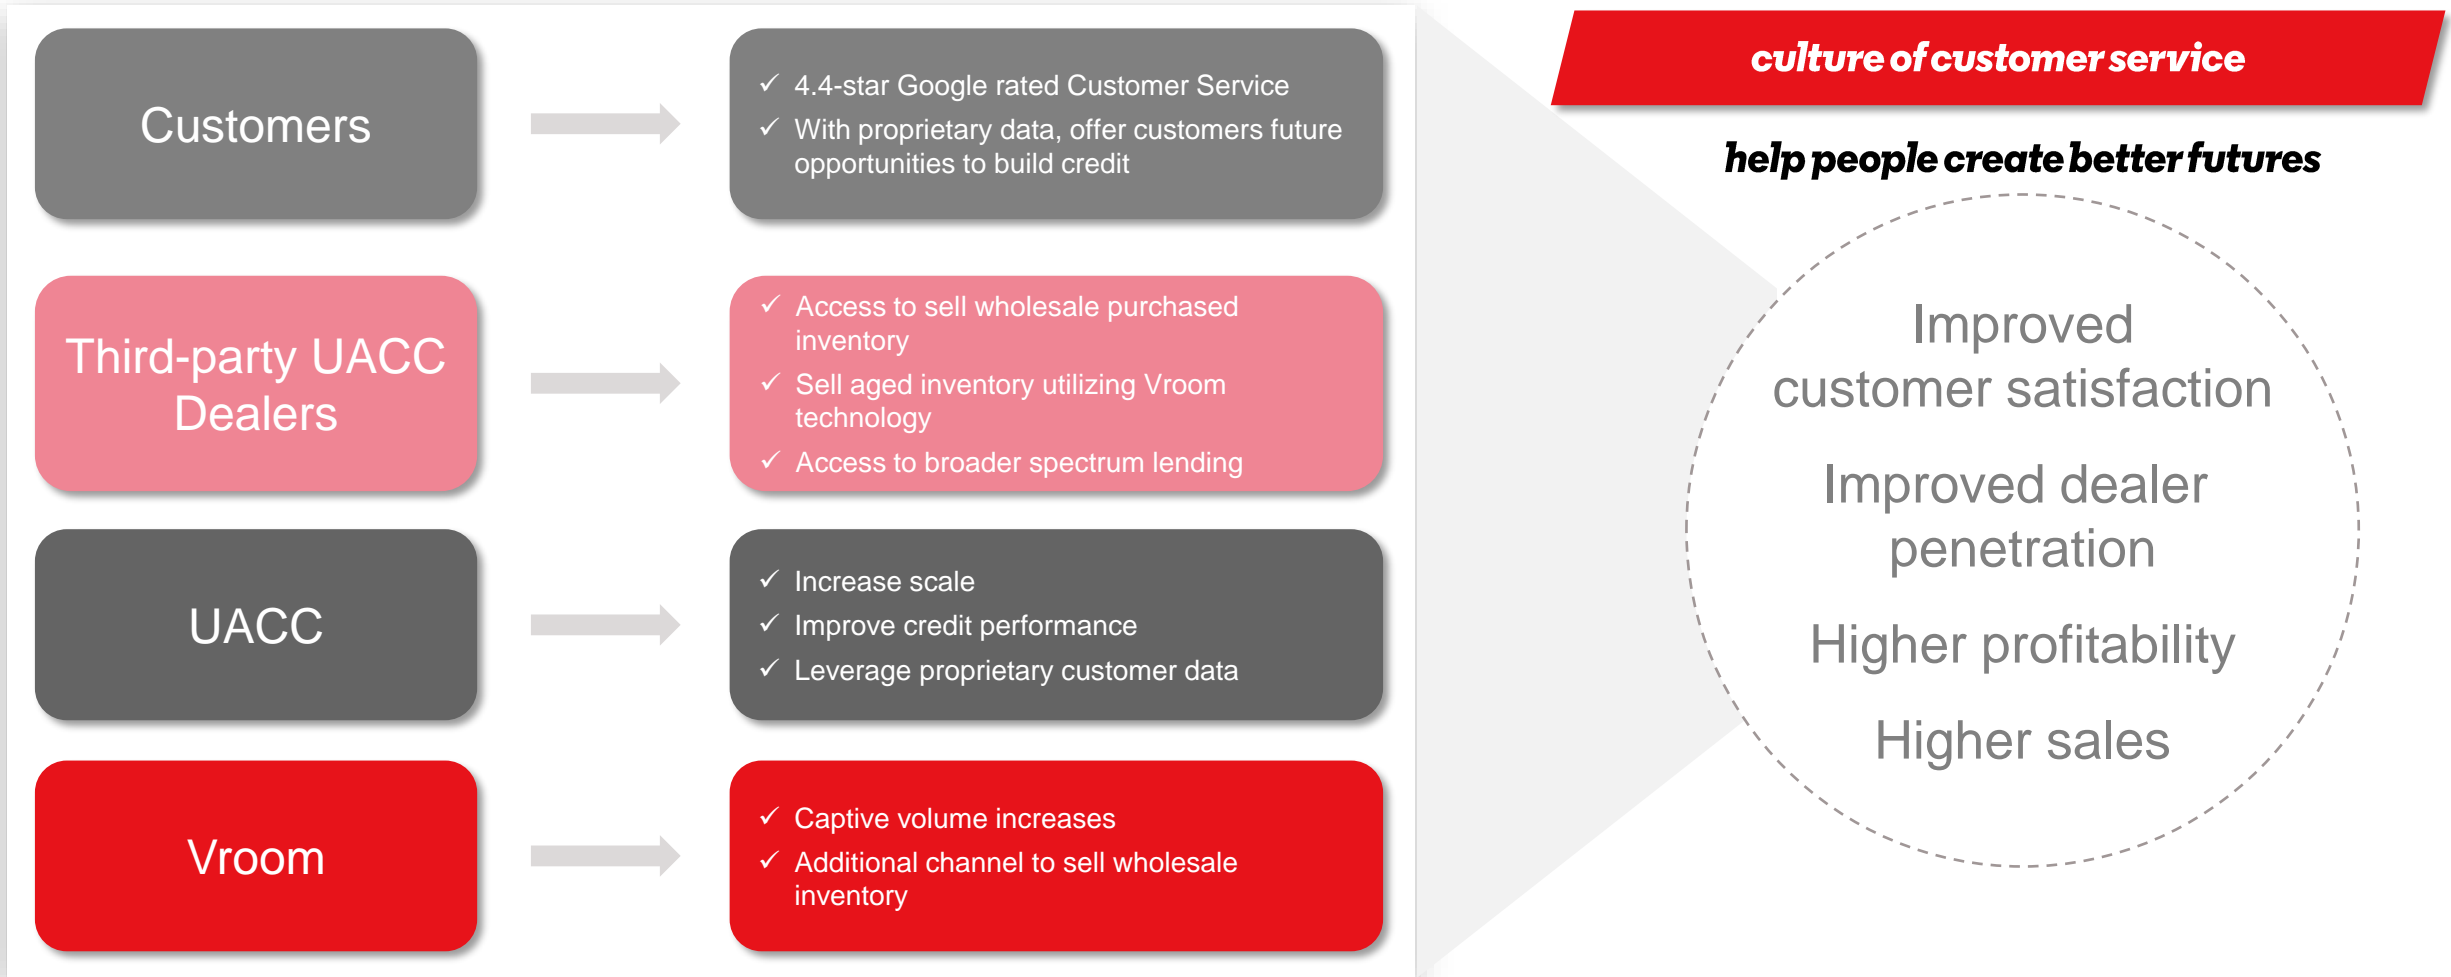 Customers
✓ 4.4-star Google rated Customer Service
✓ With proprietary data, offer customers future
opportunities to build credit
Third-party UACC
Dealers
✓ Access to sell wholesale purchased
inventory
✓ Sell aged inventory utilizing Vroom
technology
✓ Access to broader spectrum lending
UACC
✓ Increase scale
✓ Improve credit performance
✓ Leverage proprietary customer data
Vroom
✓ Captive volume increases
✓ Additional channel to sell wholesale
inventory
culture of customer service
help people create better futures
Improved
customer satisfaction
Improved dealer
penetration
Higher profitability
Higher sales